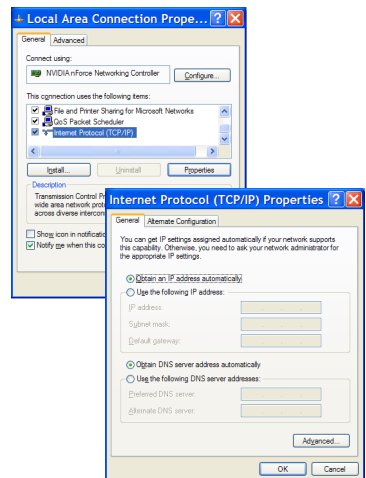 Local Area Connection Prope...
General Advanced
Connect using:
NVIDIA nForce Networking Controller
Configure...
This connection uses the following items:
File and Printer Sharing for Microsoft Networks
QoS Packet Scheduler
Internet Protocol (TCP/IP)
Install... Uninstall Properties
Description
Transmission Control Pr
wide area network prot
across diverse intercon
Show icon in notificatio
Notify me when this co
Internet Protocol (TCP/IP) Properties
General Alternate Configuration
You can get IP settings assigned automatically if your network supports
this capability. Otherwise, you need to ask your network administrator for
the appropriate IP settings.
Obtain an IP address automatically
Use the following IP address:
IP address:
Subnet mask:
Default gateway:
Obtain DNS server address automatically
Use the following DNS server addresses:
Preferred DNS server:
Alternate DNS server:
Advanced...
OK Cancel